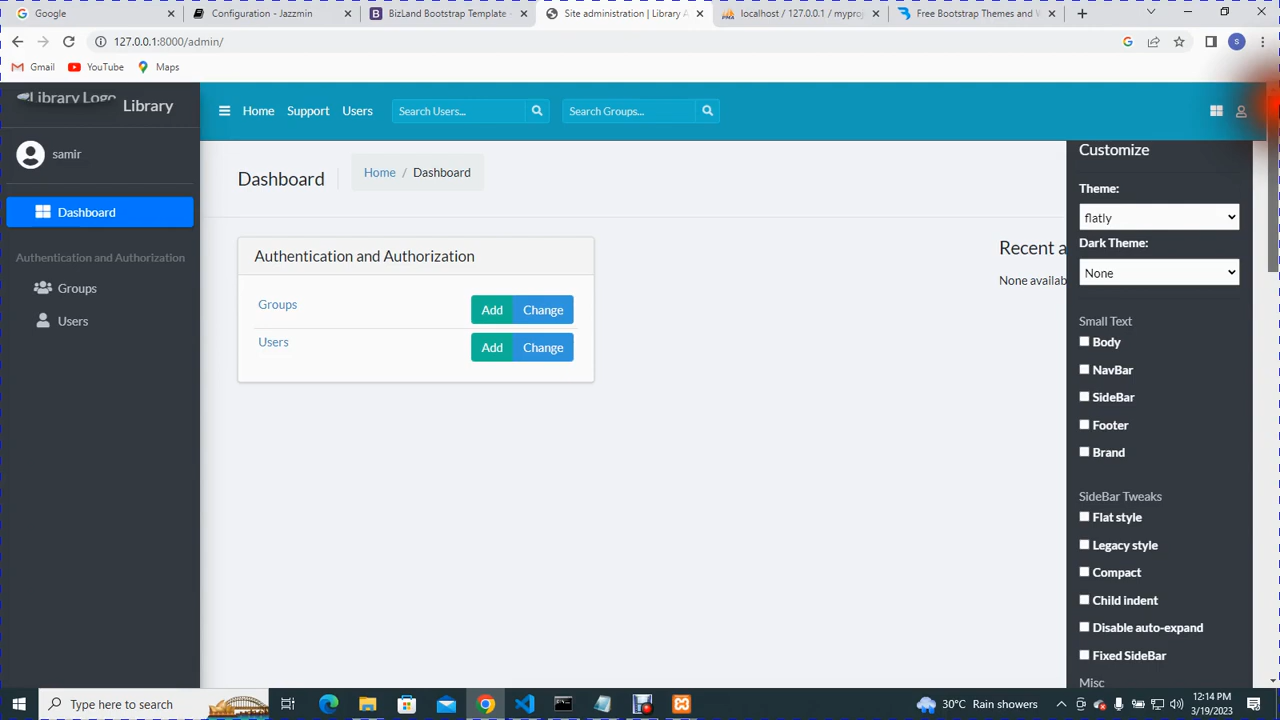 Google
Configuration - Jazzmin
BizLand Bootstrap Template -
Site administration | Library A
localhost / 127.0.0.1 / myprog
Free Bootstrap Themes and W
127.0.0.1:8000/admin/
Gmail
YouTube
Maps
Library Logo
Library
Home
Support
Users
Search Users...
Search Groups...
samir
Dashboard
Authentication and Authorization
Groups
Users
Dashboard
Home / Dashboard
Authentication and Authorization
Groups
Add
Change
Users
Add
Change
Recent a
None availab
Customize
Theme:
flatly
Dark Theme:
None
Small Text
Body
NavBar
SideBar
Footer
Brand
SideBar Tweaks
Flat style
Legacy style
Compact
Child indent
Disable auto-expand
Fixed SideBar
Misc
Type here to search
30°C Rain showers
12:14 PM
3/19/2023